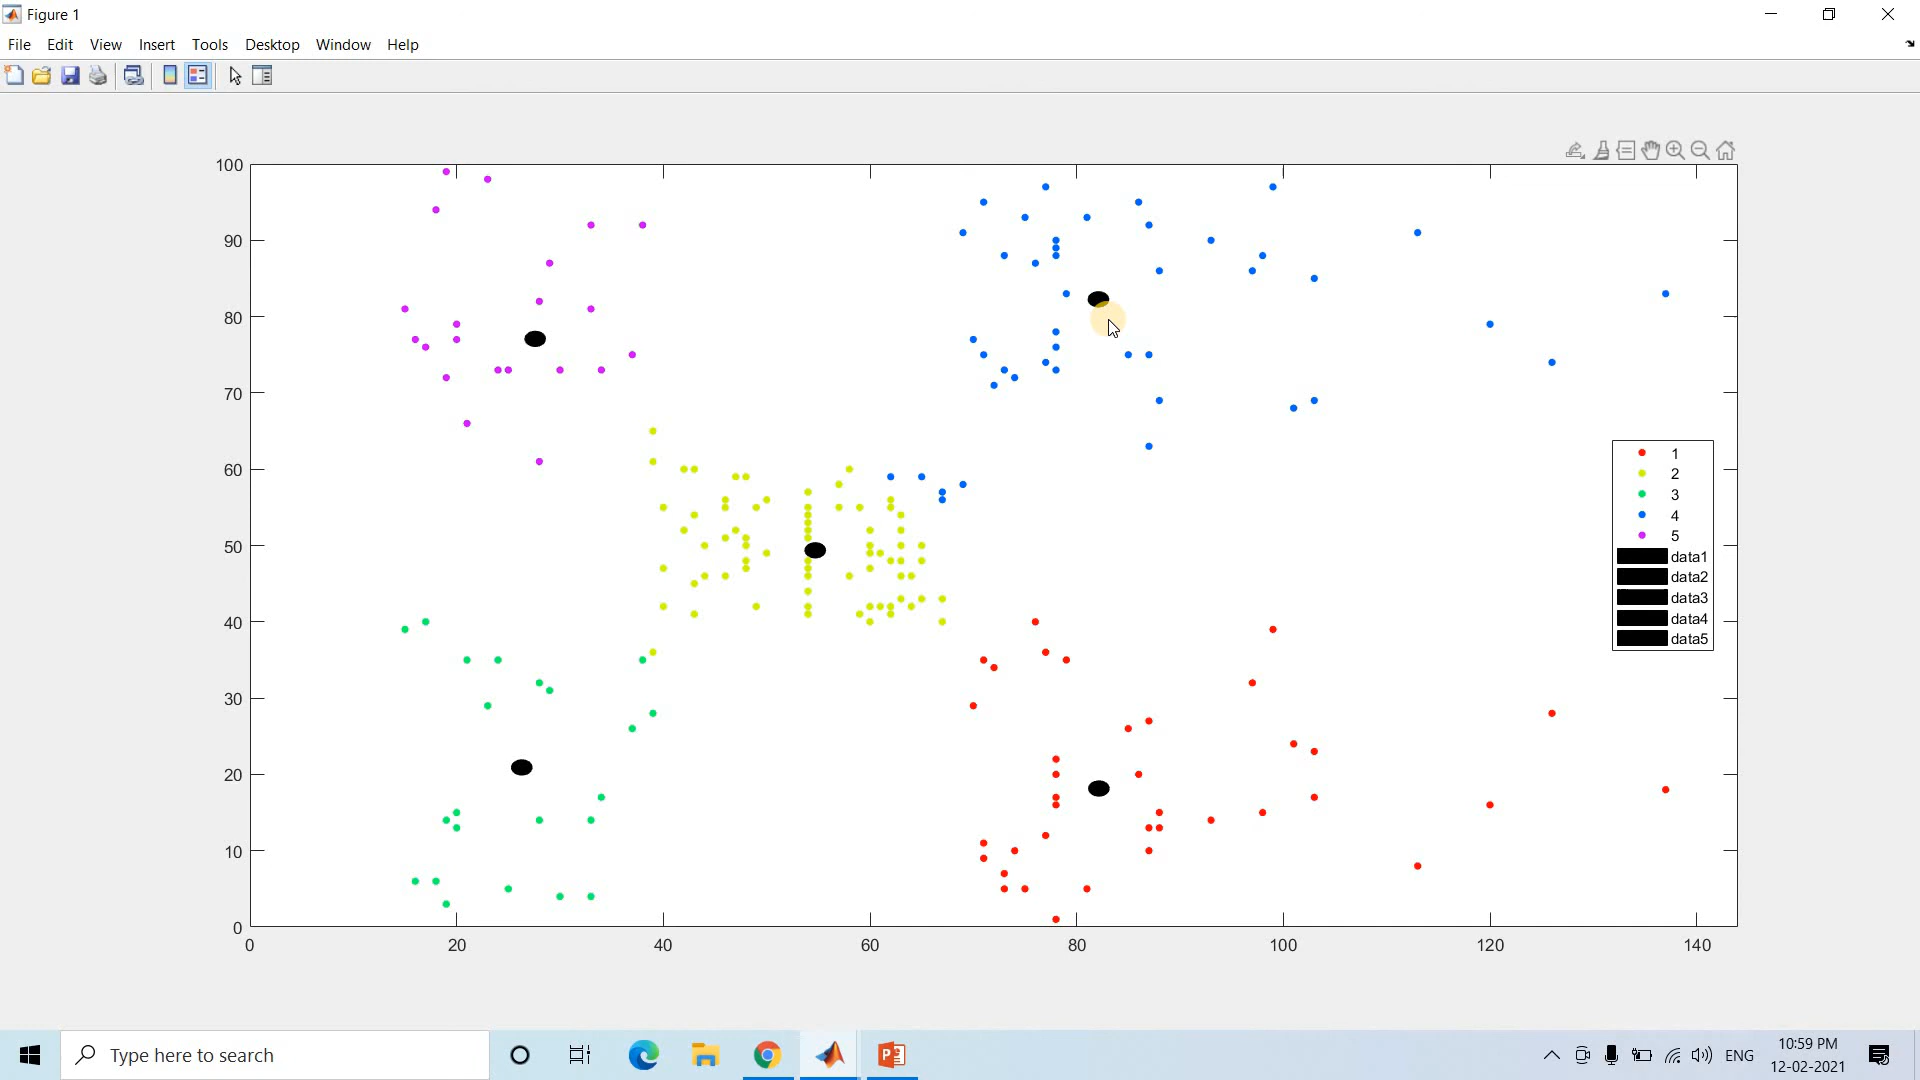 Figure 1
File Edit View Insert Tools Desktop Window Help
100
90
80
70
60
50
40
30
20
10
0
0 20 40 60 80 100 120 140
1
2
3
4
5
data1
data2
data3
data4
data5
Type here to search
ENG
10:59 PM
12-02-2021